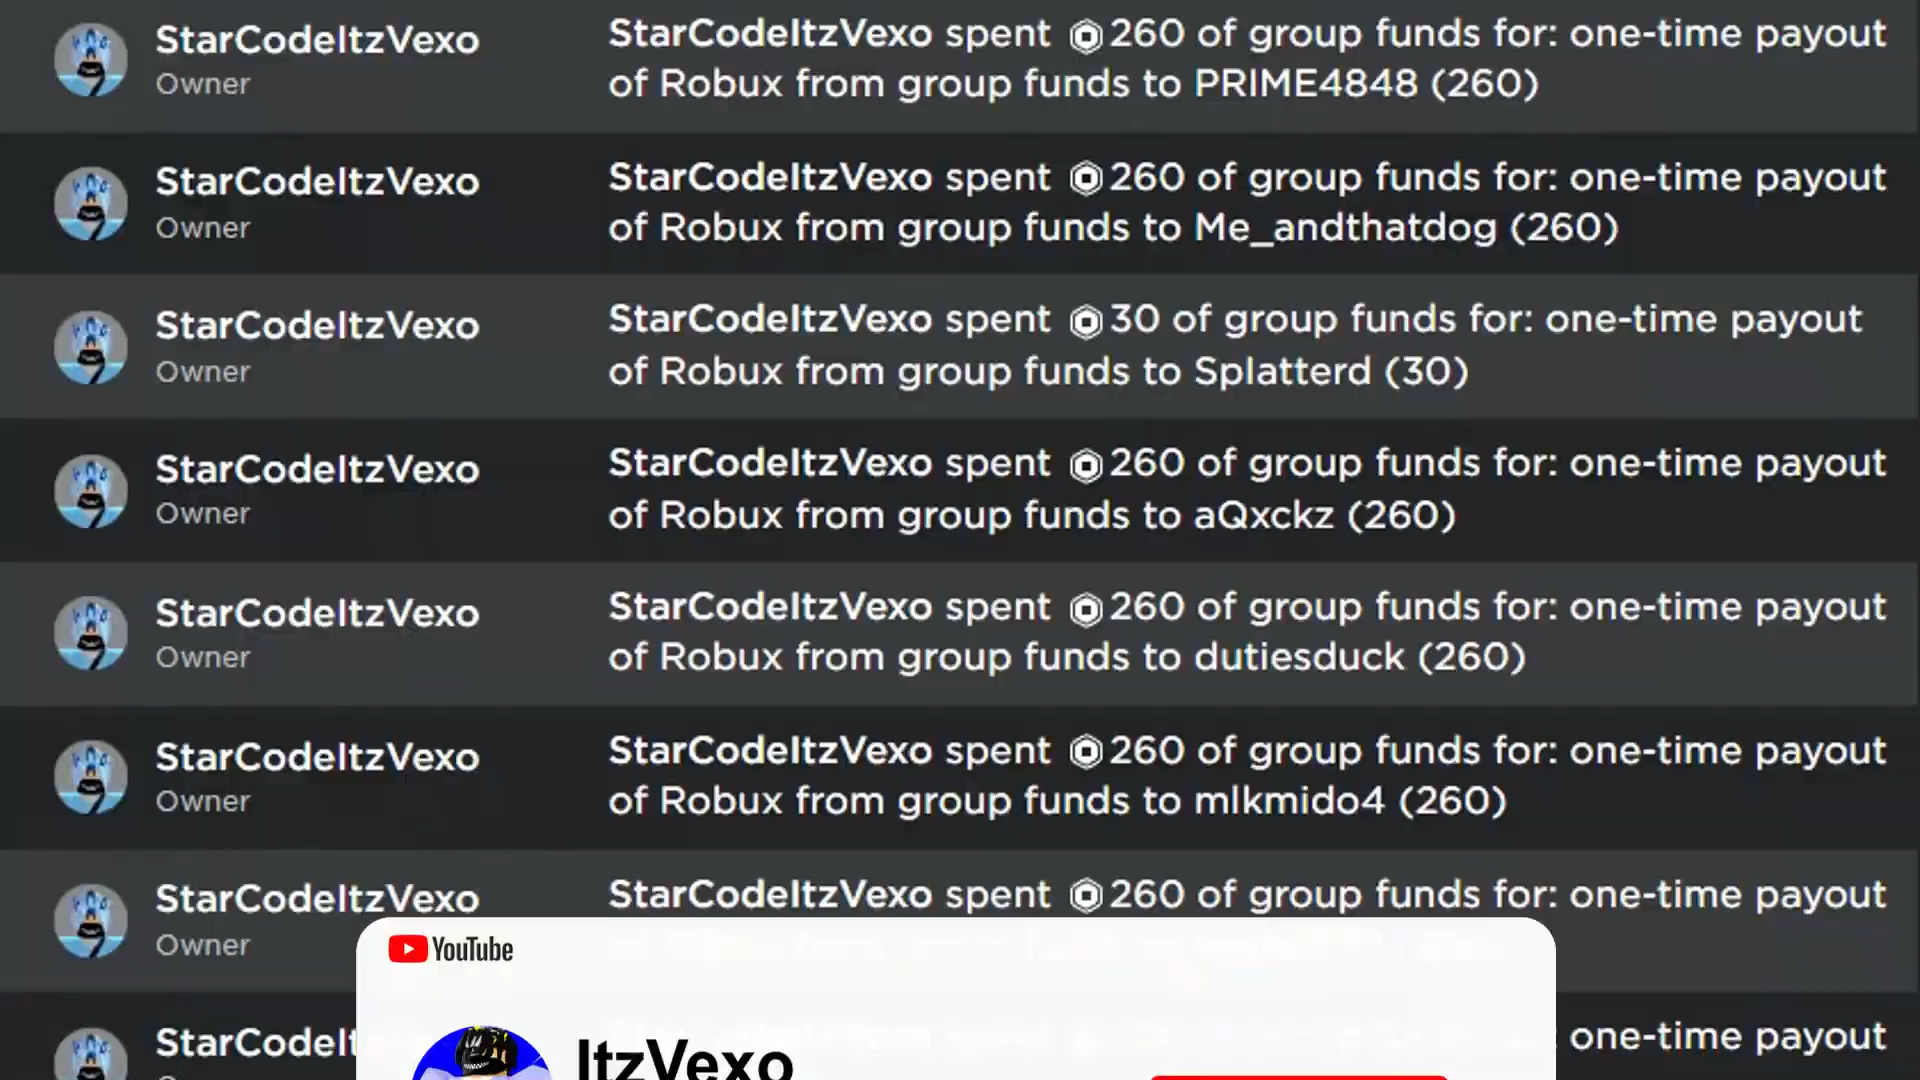 StarCodeItzVexo
Owner
StarCodeItzVexo spent 260 of group funds for: one-time payout
of Robux from group funds to PRIME4848 (260)
StarCodeItzVexo
Owner
StarCodeItzVexo spent 260 of group funds for: one-time payout
of Robux from group funds to Me_andthatdog (260)
StarCodeItzVexo
Owner
StarCodeItzVexo spent 30 of group funds for: one-time payout
of Robux from group funds to Splatterd (30)
StarCodeItzVexo
Owner
StarCodeItzVexo spent 260 of group funds for: one-time payout
of Robux from group funds to aQxckz (260)
StarCodeItzVexo
Owner
StarCodeItzVexo spent 260 of group funds for: one-time payout
of Robux from group funds to dutiesduck (260)
StarCodeItzVexo
Owner
StarCodeItzVexo spent 260 of group funds for: one-time payout
of Robux from group funds to mlkmido4 (260)
StarCodeItzVexo
Owner
StarCodeItzVexo spent 260 of group funds for: one-time payout
YouTube
StarCodeIt
one-time payout
ItzVexo